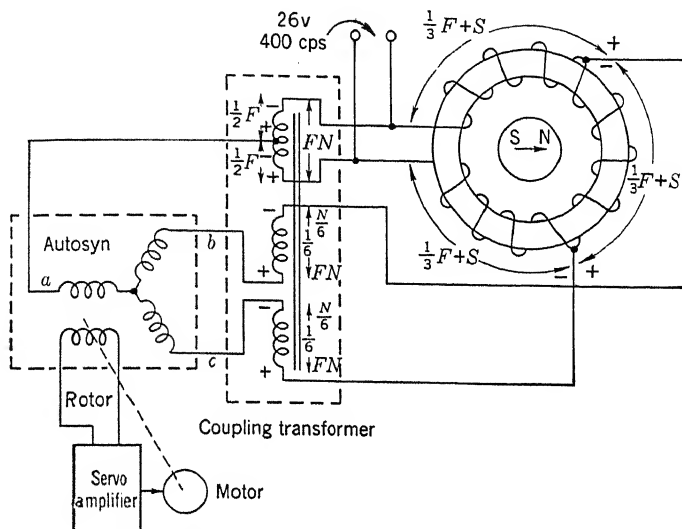 26v
400 cps
1/3 F+S
+
−
1/3 F+S
1/3 F+S
−
+
S N
1/2 F
1/2 F
−
+
−
+
FN
−
N/6
1/6 FN
+
−
N/6
1/6 FN
+
Autosyn
a
b
c
Rotor
Coupling transformer
Servo
amplifier
Motor